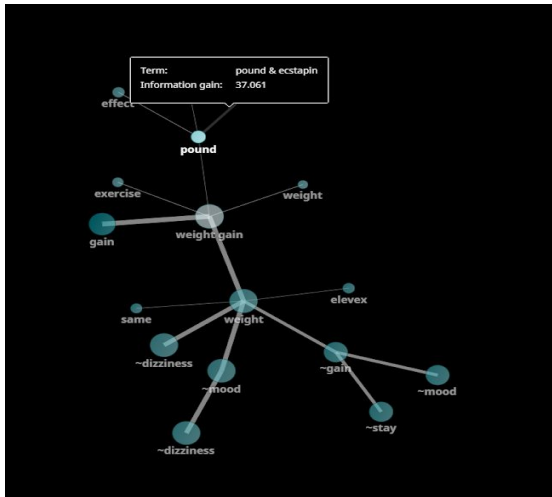 Term: pound & ecstapin
Information gain: 37.061
effect
pound
exercise
weight
gain
weight gain
elevex
same
weight
~dizziness
~gain
~mood
~mood
~stay
~dizziness